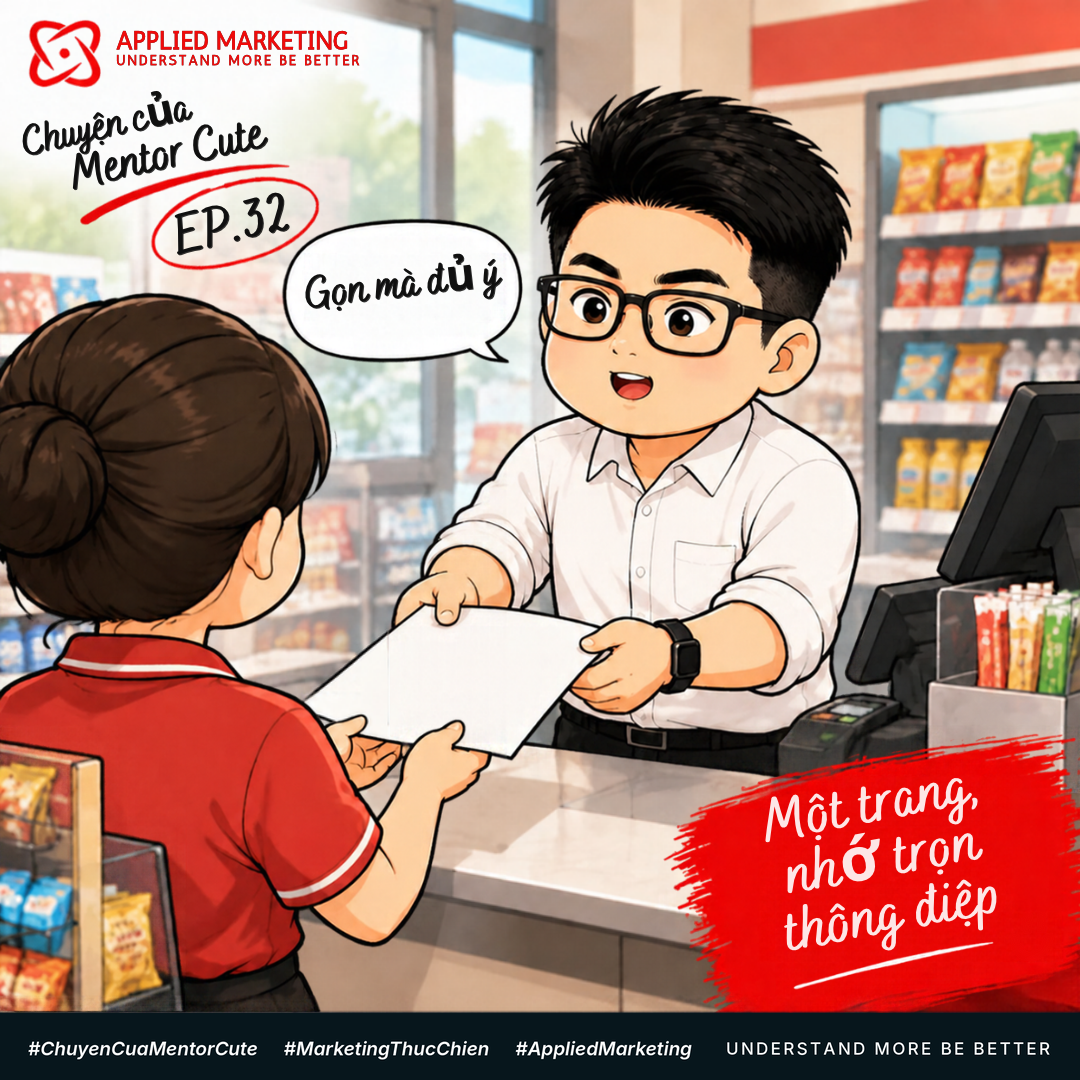 APPLIED MARKETING
UNDERSTAND MORE BE BETTER
Chuyện của
Mentor Cute
EP.32
Gọn mà đủ ý
Một trang,
nhớ trọn
thông điệp
#ChuyenCuaMentorCute #MarketingThucChien #AppliedMarketing UNDERSTAND MORE BE BETTER